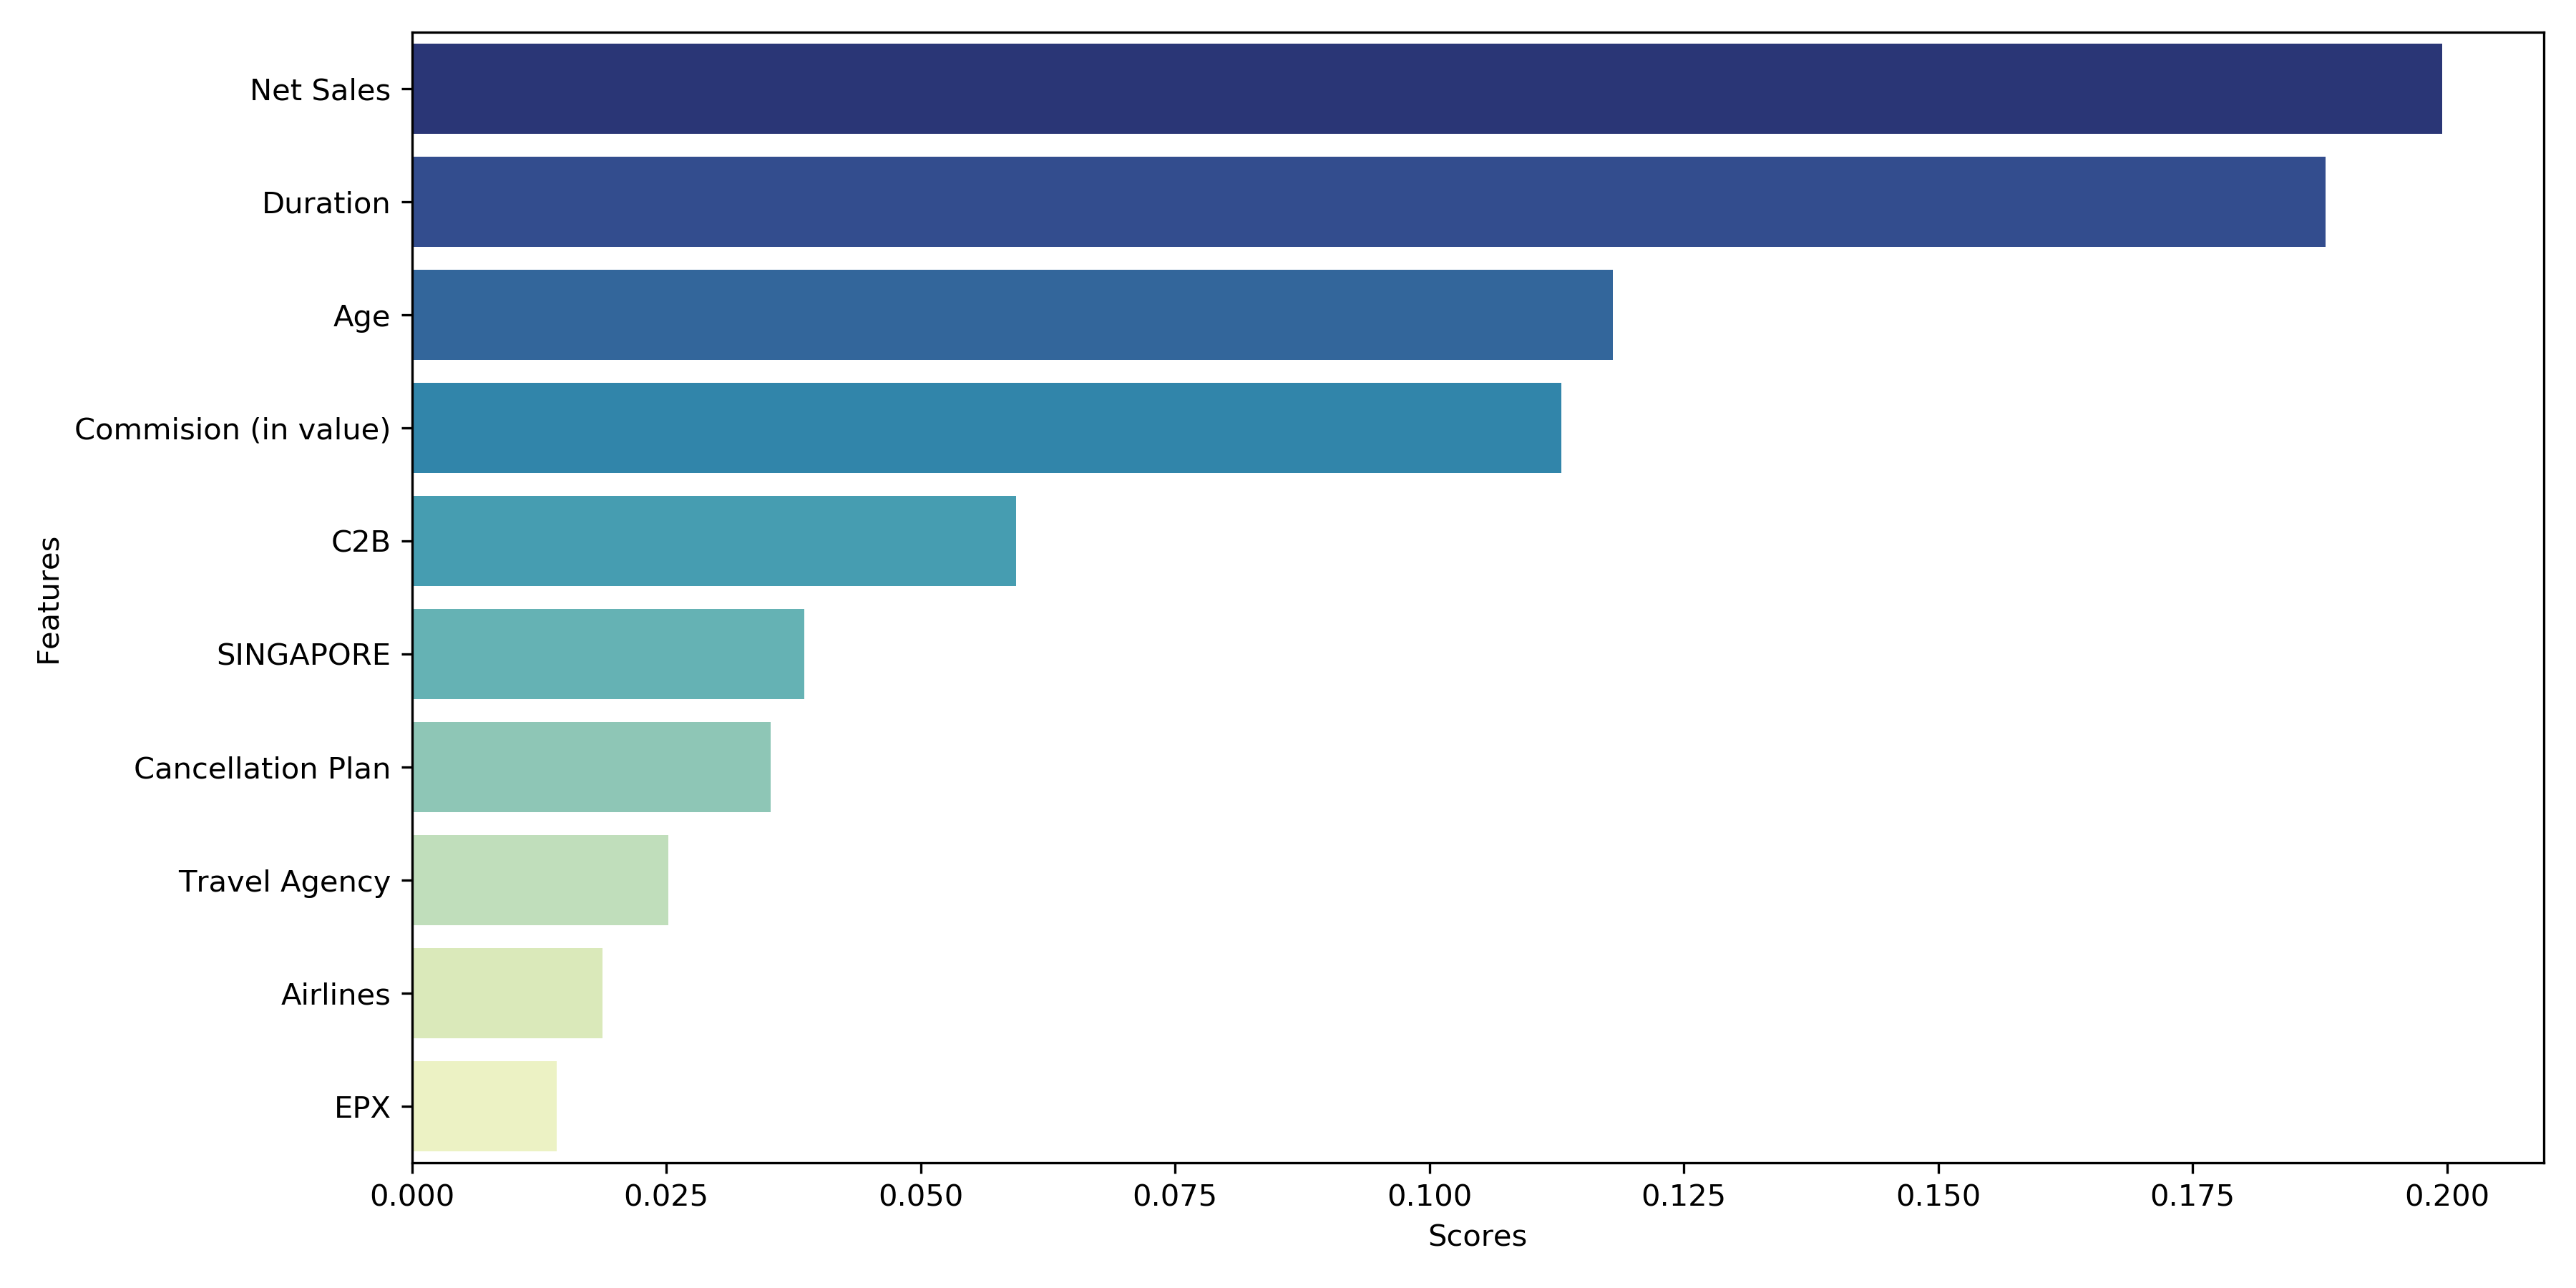 Net Sales
Duration
Age
Commision (in value)
C2B
SINGAPORE
Cancellation Plan
Travel Agency
Airlines
EPX
Features
0.000 0.025 0.050 0.075 0.100 0.125 0.150 0.175 0.200
Scores